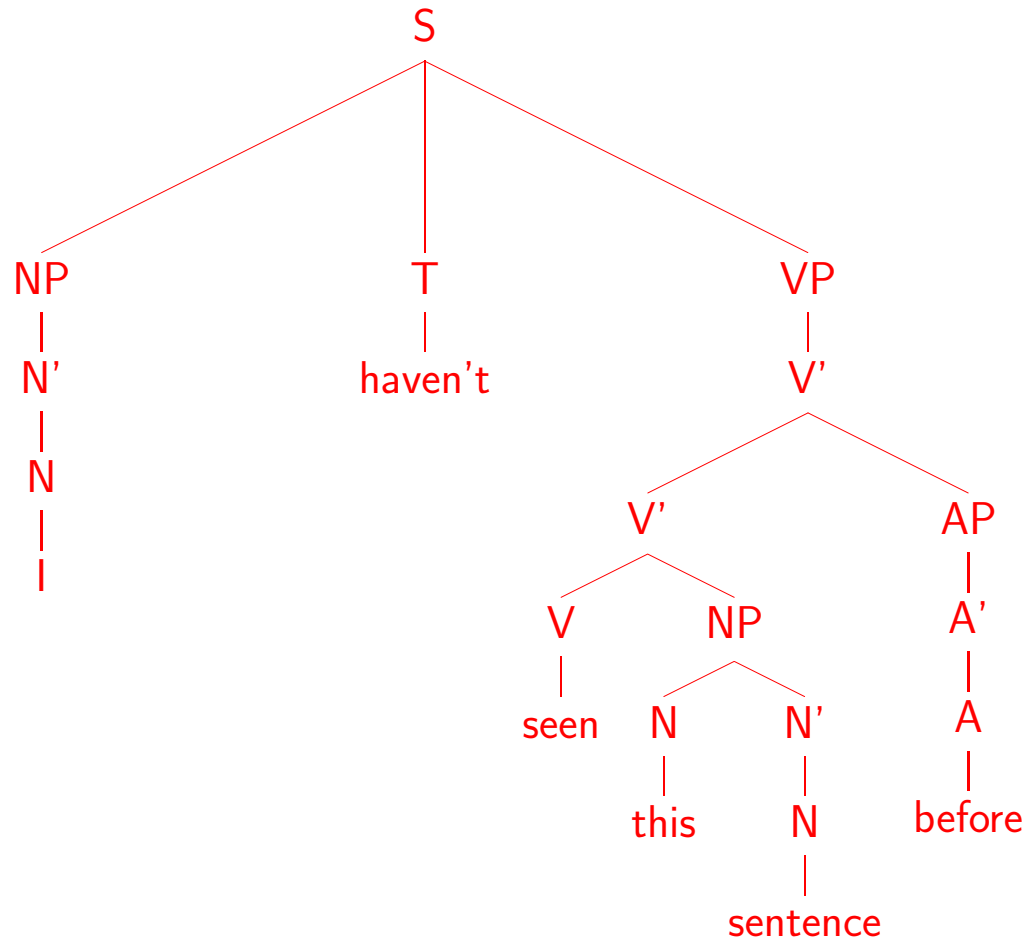 S
NP T VP
N' haven't V'
N
V' AP
I
V NP A'
seen N N' A
this N before
sentence